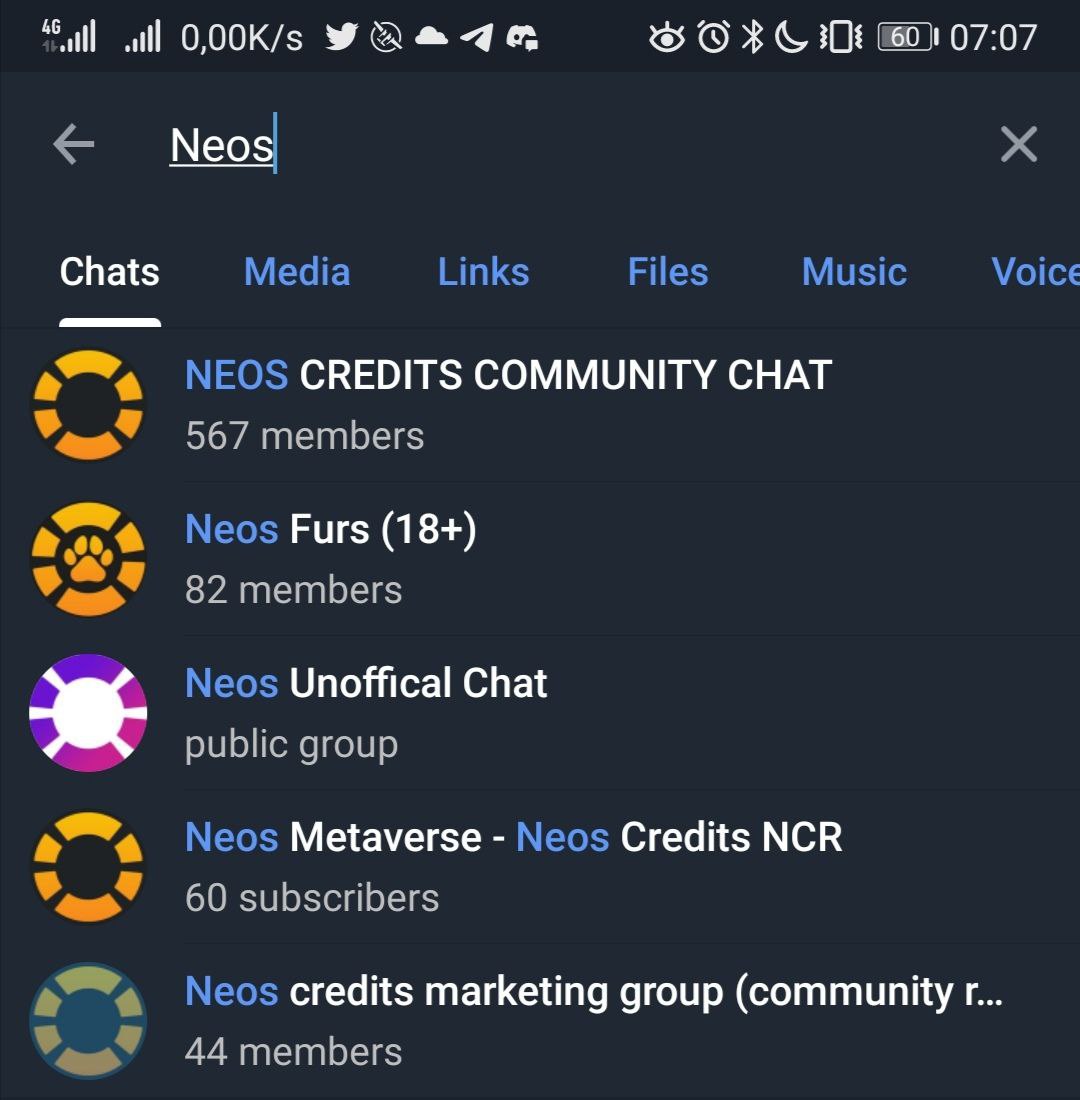 4G 0,00K/s 60 07:07
Neos
Chats Media Links Files Music Voice
NEOS CREDITS COMMUNITY CHAT
567 members
Neos Furs (18+)
82 members
Neos Unoffical Chat
public group
Neos Metaverse - Neos Credits NCR
60 subscribers
Neos credits marketing group (community r...
44 members